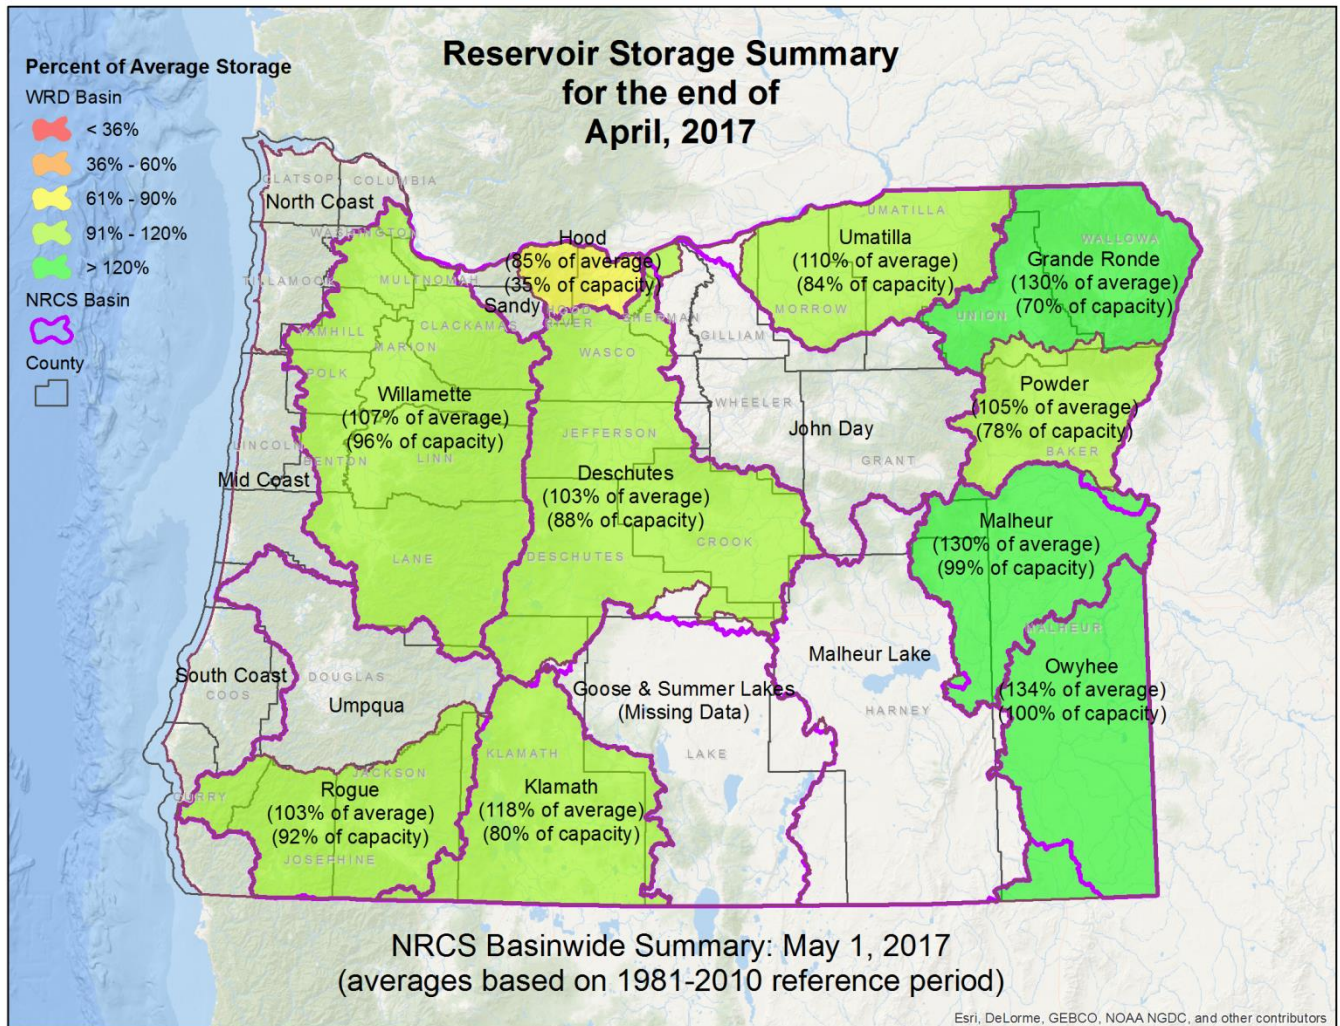 Reservoir Storage Summary
for the end of
April, 2017
Percent of Average Storage
WRD Basin
< 36%
36% - 60%
61% - 90%
91% - 120%
> 120%
NRCS Basin
County
CLATSOP
COLUMBIA
North Coast
WASHINGTON
TILLAMOOK
MULTNOMAH
Hood
(85% of average)
(35% of capacity)
Sandy
HOOD
RIVER
SHERMAN
UMATILLA
Umatilla
(110% of average)
(84% of capacity)
MORROW
GILLIAM
WALLOWA
Grande Ronde
(130% of average)
(70% of capacity)
UNION
YAMHILL
CLACKAMAS
MARION
POLK
WASCO
Willamette
(107% of average)
(96% of capacity)
LINCOLN
BENTON
LINN
Mid Coast
JEFFERSON
WHEELER
John Day
GRANT
Powder
(105% of average)
(78% of capacity)
BAKER
Deschutes
(103% of average)
(88% of capacity)
CROOK
DESCHUTES
LANE
Malheur
(130% of average)
(99% of capacity)
MALHEUR
South Coast
COOS
DOUGLAS
Umpqua
Goose & Summer Lakes
(Missing Data)
LAKE
Malheur Lake
HARNEY
Owyhee
(134% of average)
(100% of capacity)
CURRY
JACKSON
Rogue
(103% of average)
(92% of capacity)
JOSEPHINE
KLAMATH
Klamath
(118% of average)
(80% of capacity)
NRCS Basinwide Summary: May 1, 2017
(averages based on 1981-2010 reference period)
Esri, DeLorme, GEBCO, NOAA NGDC, and other contributors